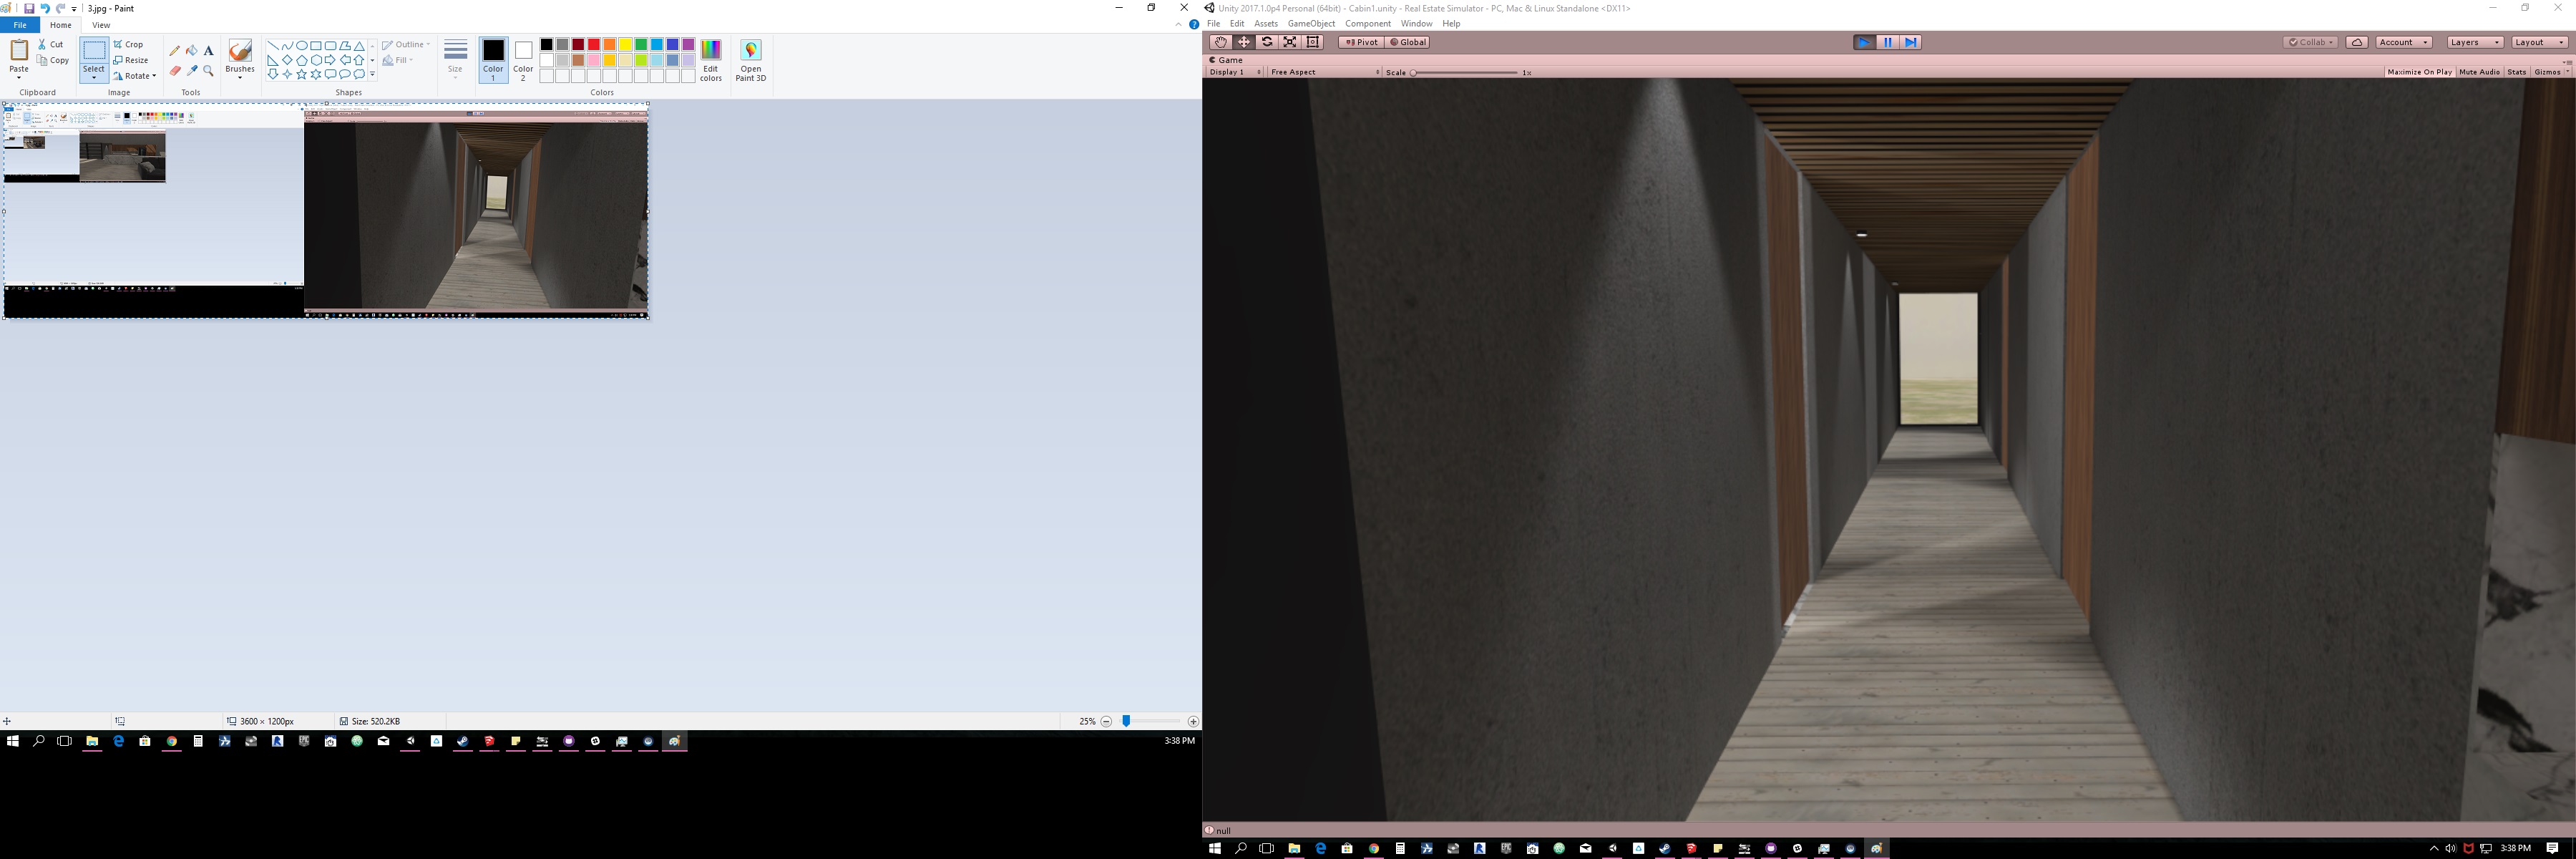 3.jpg - Paint
File
Home
View
Paste
Cut
Copy
Clipboard
Select
Crop
Resize
Rotate
Image
Tools
Brushes
Outline
Fill
Shapes
Size
Color 1
Color 2
Edit colors
Open Paint 3D
Colors
3600 × 1200px
Size: 520.2KB
25%
3:38 PM
Unity 2017.1.0p4 Personal (64bit) - Cabin1.unity - Real Estate Simulator - PC, Mac & Linux Standalone <DX11>
File Edit Assets GameObject Component Window Help
Pivot
Global
Collab
Account
Layers
Layout
Game
Display 1
Free Aspect
Scale
1x
Maximize On Play
Mute Audio
Stats
Gizmos
null
3:38 PM